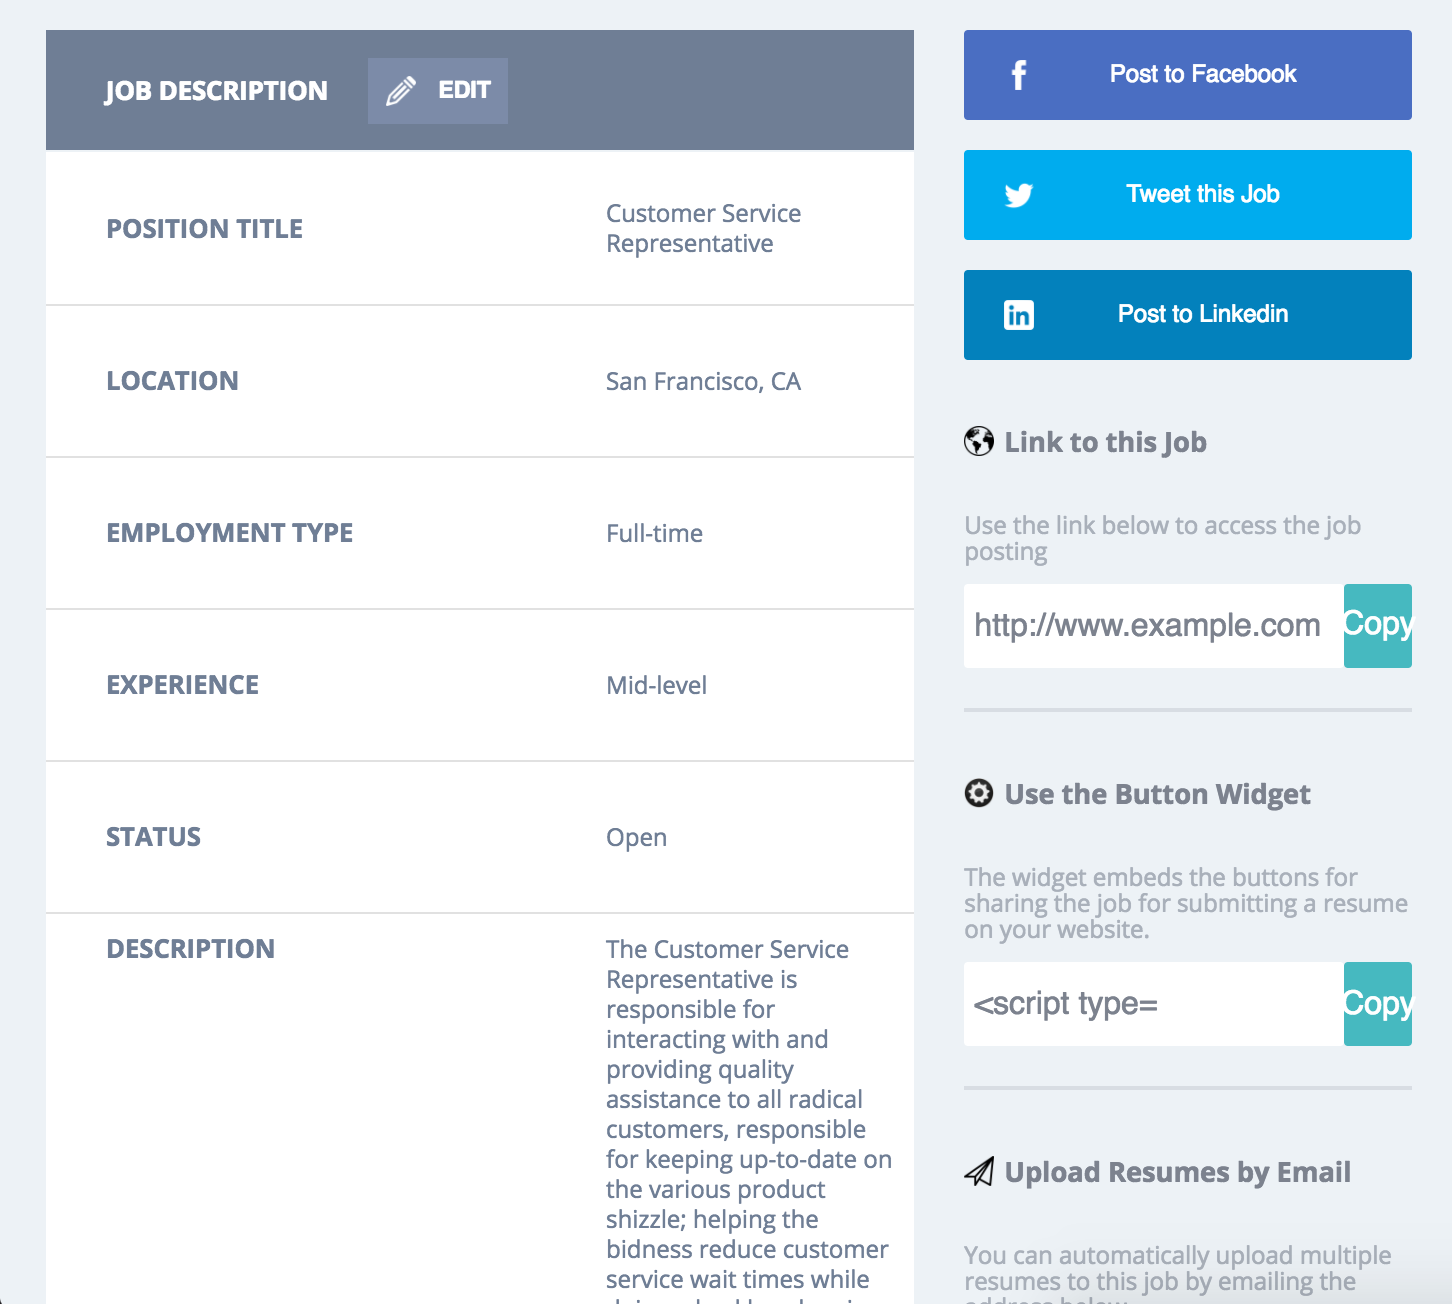 JOB DESCRIPTION
EDIT
POSITION TITLE
Customer Service
Representative
LOCATION
San Francisco, CA
EMPLOYMENT TYPE
Full-time
EXPERIENCE
Mid-level
STATUS
Open
DESCRIPTION
The Customer Service
Representative is
responsible for
interacting with and
providing quality
assistance to all radical
customers, responsible
for keeping up-to-date on
the various product
shizzle; helping the
bidness reduce customer
service wait times while
Post to Facebook
Tweet this Job
in
Post to Linkedin
Link to this Job
Use the link below to access the job
posting
http://www.example.com
Copy
Use the Button Widget
The widget embeds the buttons for
sharing the job for submitting a resume
on your website.
<script type=
Copy
Upload Resumes by Email
You can automatically upload multiple
resumes to this job by emailing the
address below